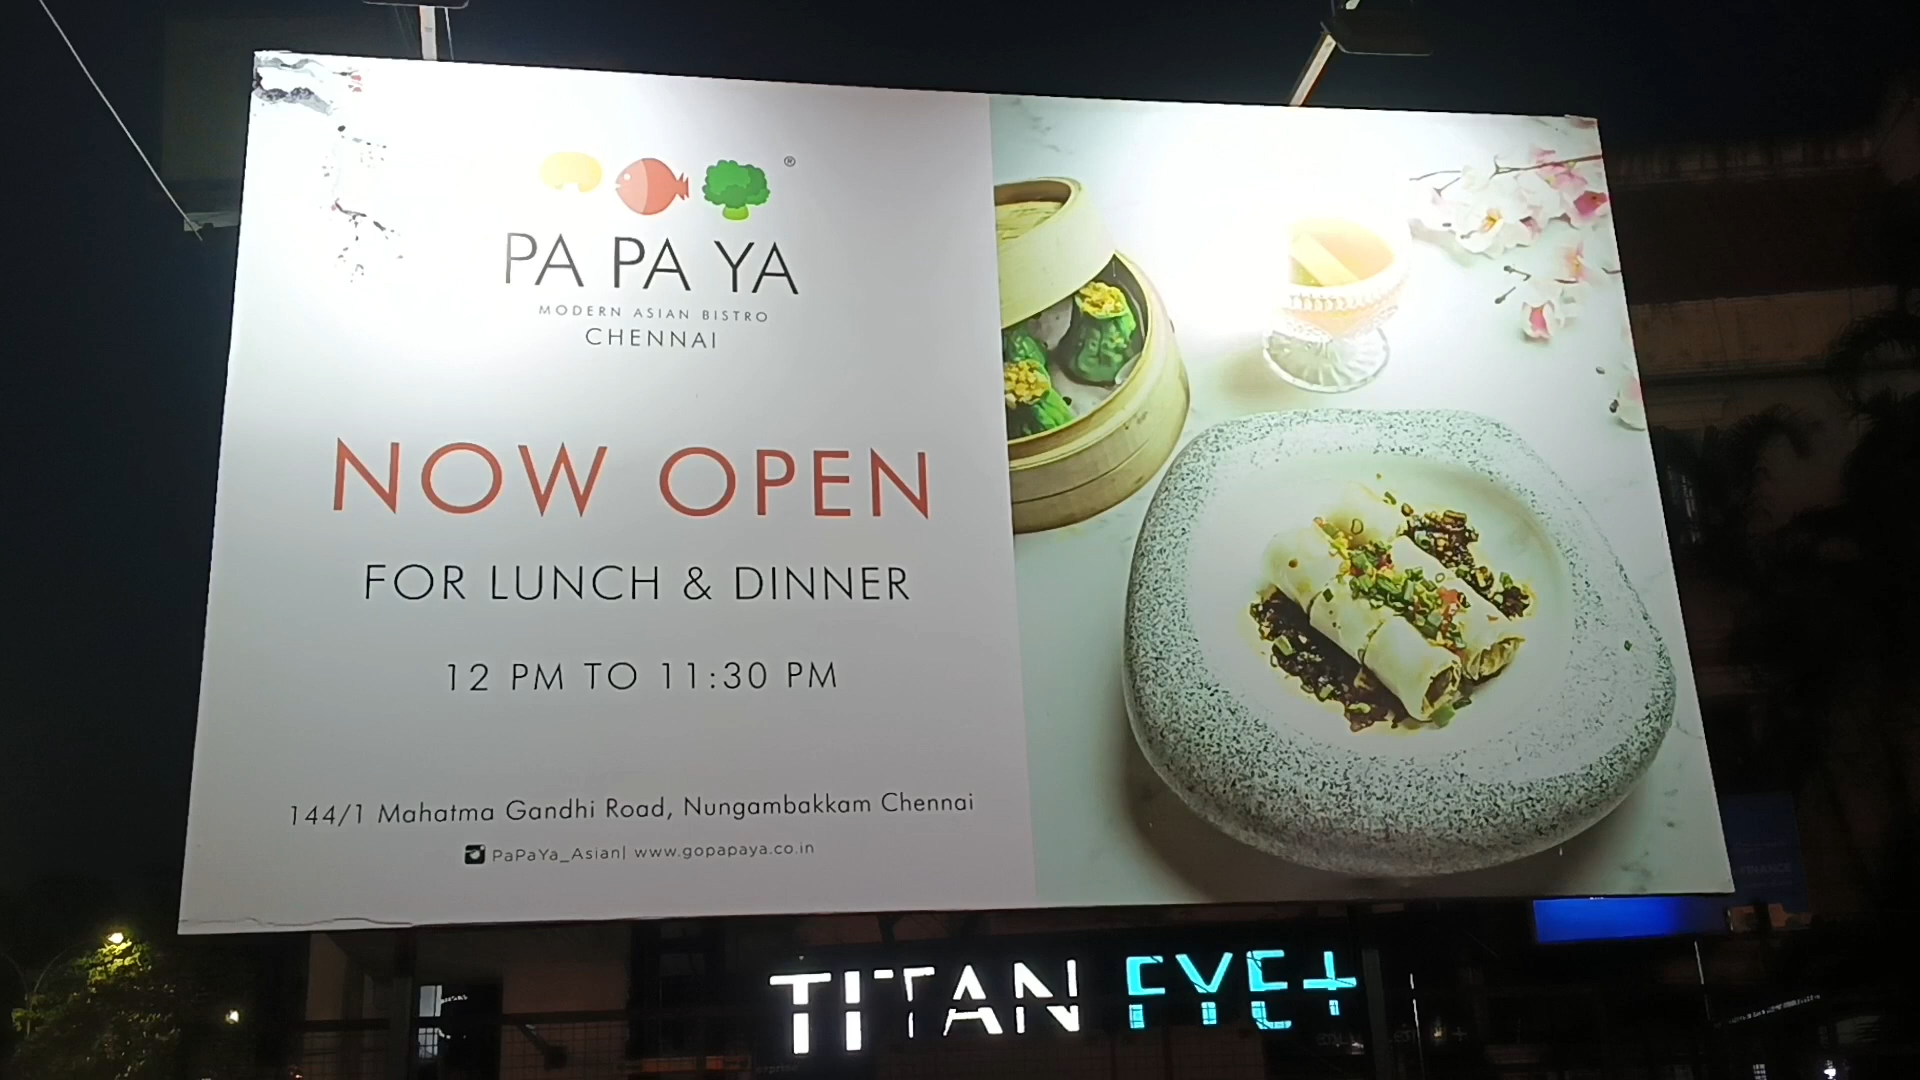 ®
PA PA YA
MODERN ASIAN BISTRO
CHENNAI
NOW OPEN
FOR LUNCH & DINNER
12 PM TO 11:30 PM
144/1 Mahatma Gandhi Road, Nungambakkam Chennai
PaPaYa_Asian| www.gopapaya.co.in
FINANCE
TITAN EYE+